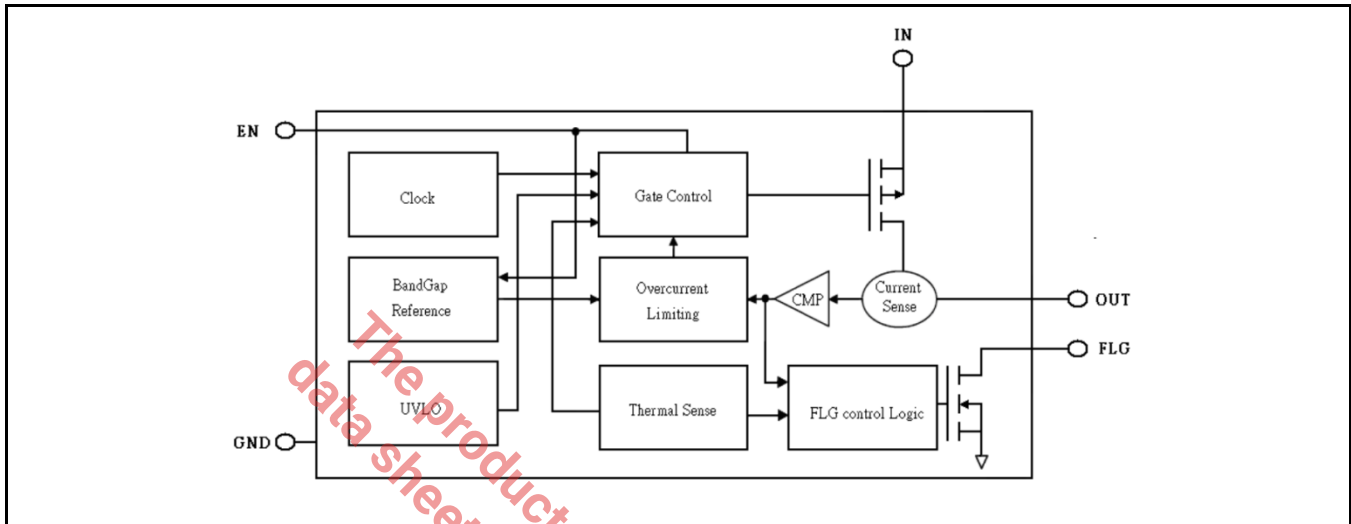 IN
EN
Clock
Gate Control
BandGap
Reference
Overcurrent
Limiting
CMP
Current
Sense
OUT
FLG
UVLO
Thermal Sense
FLG control Logic
GND
The product
data sheet